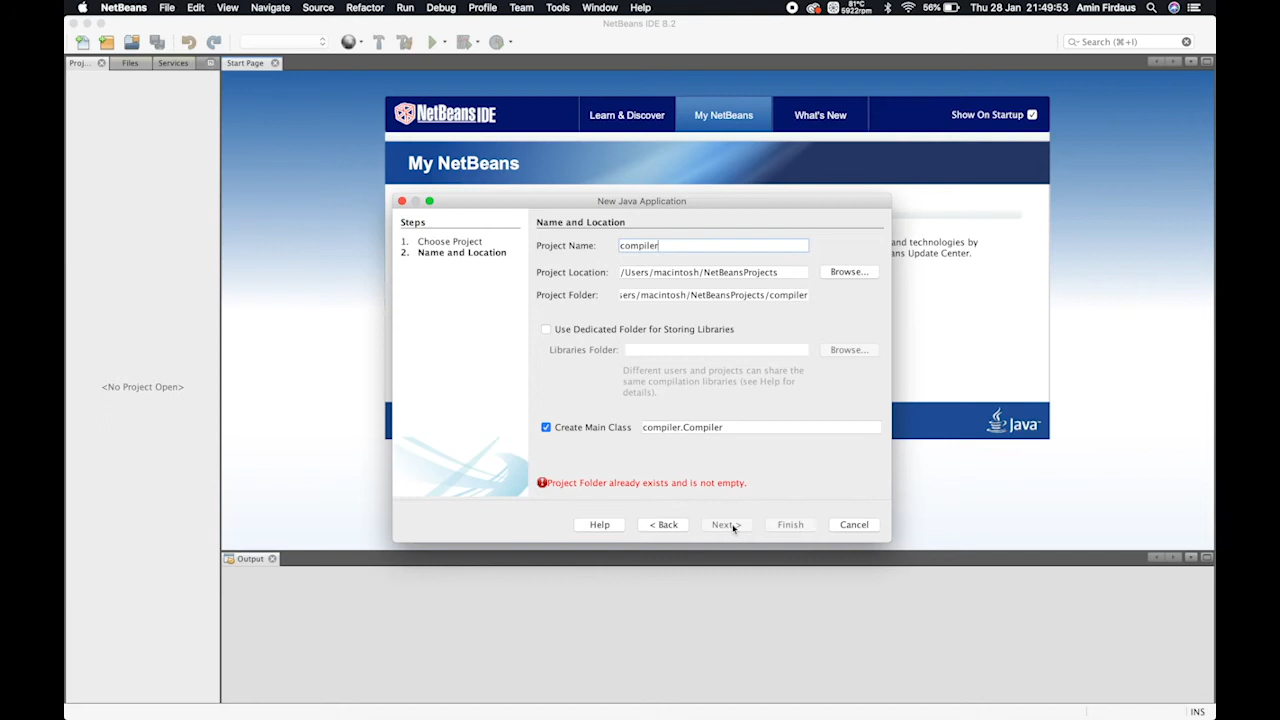 NetBeans File Edit View Navigate Source Refactor Run Debug Profile Team Tools Window Help 81°C 5922rpm 56% Thu 28 Jan 21:49:53 Amin Firdaus
NetBeans IDE 8.2
Search (⌘+I)
Proj... Files Services Start Page
NetBeans IDE Learn & Discover My NetBeans What's New Show On Startup
My NetBeans
New Java Application
Steps
Name and Location
1. Choose Project
2. Name and Location
Project Name: compiler
Project Location: /Users/macintosh/NetBeansProjects Browse...
Project Folder: sers/macintosh/NetBeansProjects/compiler
Use Dedicated Folder for Storing Libraries
Libraries Folder: Browse...
Different users and projects can share the
same compilation libraries (see Help for
details).
Create Main Class compiler.Compiler
Project Folder already exists and is not empty.
Help < Back Next > Finish Cancel
and technologies by
ans Update Center.
Java
<No Project Open>
Output
INS